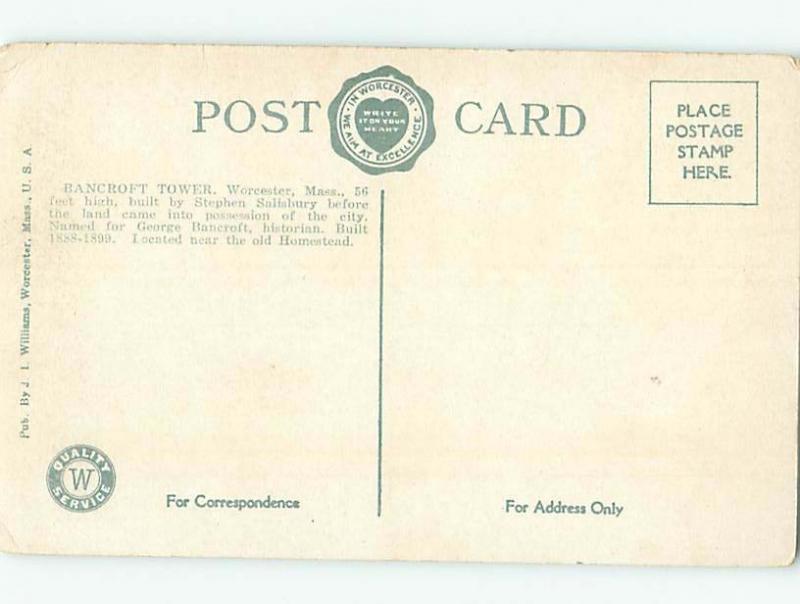 POST CARD
IN WORCESTER
WRITE
IT ON YOUR
HEART
WE AIM AT EXCELLENCE
PLACE
POSTAGE
STAMP
HERE.
BANCROFT TOWER. Worcester, Mass., 56
feet high, built by Stephen Salisbury before
the land came into possession of the city.
Named for George Bancroft, historian. Built
1888-1899. Located near the old Homestead.
Pub. By J. I. Williams, Worcester, Mass., U. S. A
QUALITY
W
SERVICE
For Correspondence
For Address Only